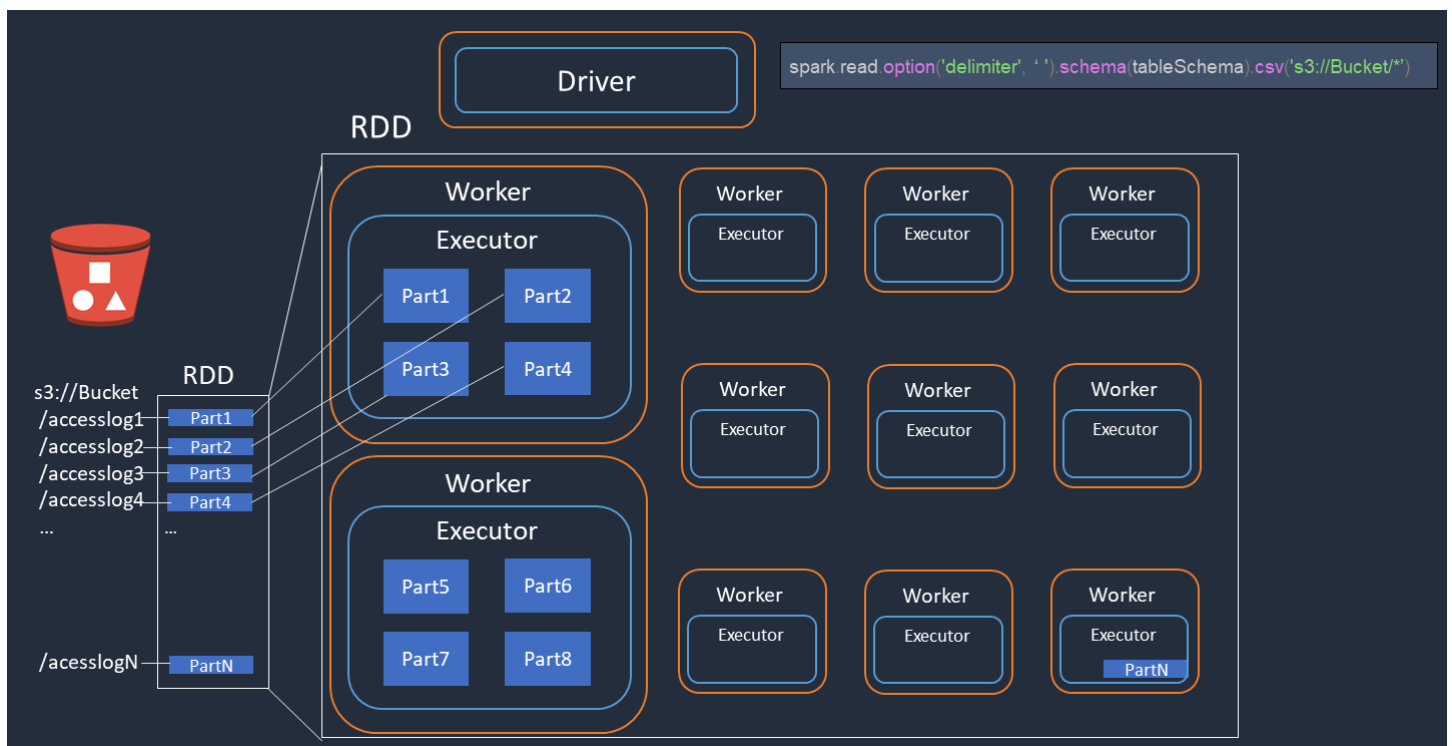 Driver
spark.read.option('delimiter', ‘ ').schema(tableSchema).csv('s3://Bucket/*')
RDD
Worker
Executor
Part1
Part2
Part3
Part4
Worker
Executor
Worker
Executor
Worker
Executor
RDD
s3://Bucket
/accesslog1
Part1
/accesslog2
Part2
/accesslog3
Part3
/accesslog4
Part4
...
...
/acesslogN
PartN
Worker
Executor
Worker
Executor
Worker
Executor
Worker
Executor
Part5
Part6
Part7
Part8
Worker
Executor
Worker
Executor
Worker
Executor
PartN